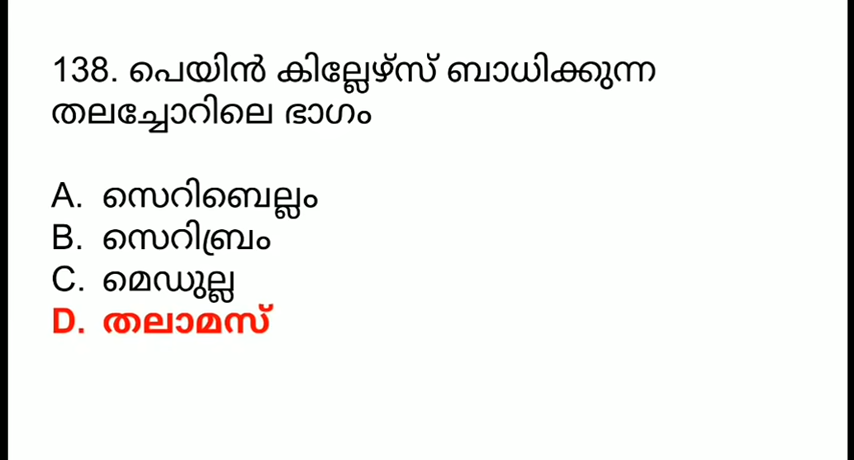 138. പെയിൻ കില്ലേഴ്സ് ബാധിക്കുന്ന
തലച്ചോറിലെ ഭാഗം
A. സെറിബെല്ലം
B. സെറിബ്രം
C. മെഡുല്ല
D. തലാമസ്